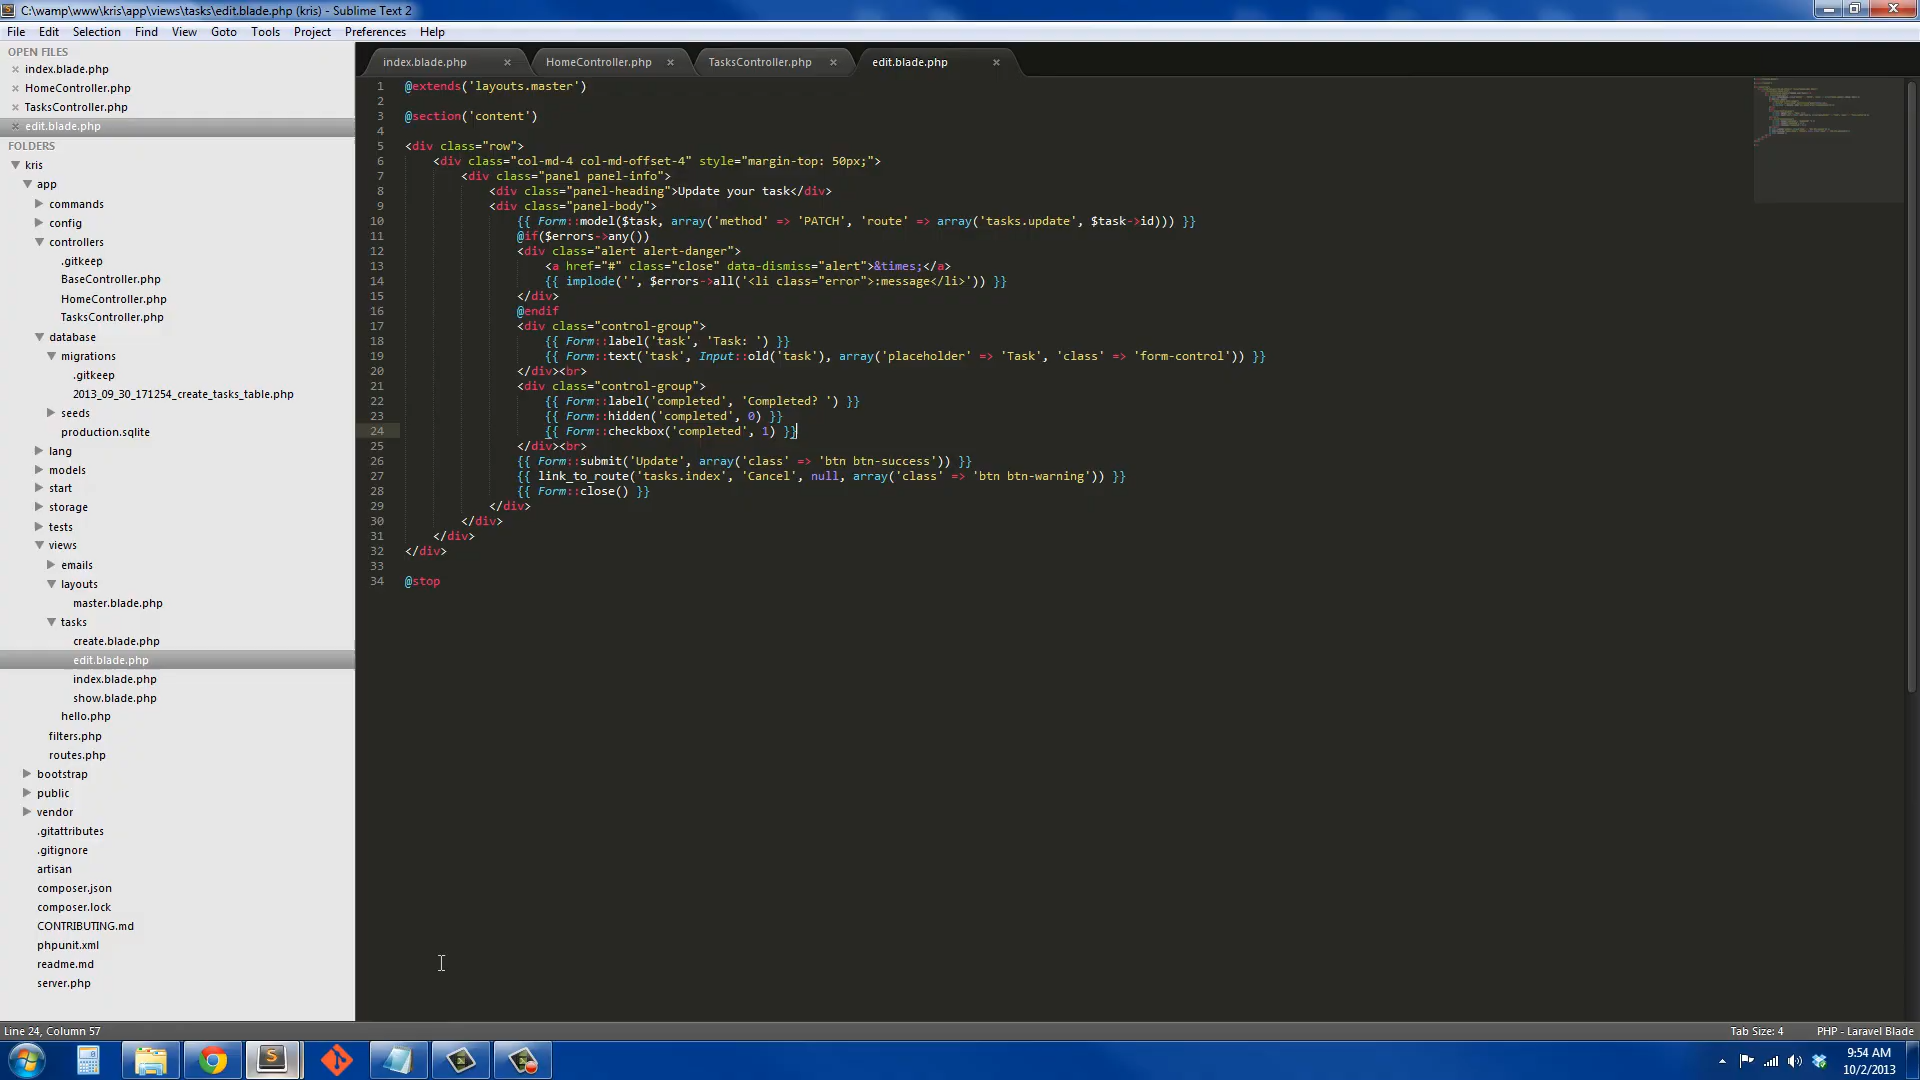 C:\wamp\www\kris\app\views\tasks\edit.blade.php (kris) - Sublime Text 2
File Edit Selection Find View Goto Tools Project Preferences Help
OPEN FILES
index.blade.php
HomeController.php
TasksController.php
edit.blade.php
FOLDERS
kris
app
commands
config
controllers
.gitkeep
BaseController.php
HomeController.php
TasksController.php
database
migrations
.gitkeep
2013_09_30_171254_create_tasks_table.php
seeds
production.sqlite
lang
models
start
storage
tests
views
emails
layouts
master.blade.php
tasks
create.blade.php
edit.blade.php
index.blade.php
show.blade.php
hello.php
filters.php
routes.php
bootstrap
public
vendor
.gitattributes
.gitignore
artisan
composer.json
composer.lock
CONTRIBUTING.md
phpunit.xml
readme.md
server.php
index.blade.php HomeController.php TasksController.php edit.blade.php
1 @extends('layouts.master')
2
3 @section('content')
4
5 <div class="row">
6 <div class="col-md-4 col-md-offset-4" style="margin-top: 50px;">
7 <div class="panel panel-info">
8 <div class="panel-heading">Update your task</div>
9 <div class="panel-body">
10 {{ Form::model($task, array('method' => 'PATCH', 'route' => array('tasks.update', $task->id))) }}
11 @if($errors->any())
12 <div class="alert alert-danger">
13 <a href="#" class="close" data-dismiss="alert">&times;</a>
14 {{ implode('', $errors->all('<li class="error">:message</li>')) }}
15 </div>
16 @endif
17 <div class="control-group">
18 {{ Form::label('task', 'Task: ') }}
19 {{ Form::text('task', Input::old('task'), array('placeholder' => 'Task', 'class' => 'form-control')) }}
20 </div><br>
21 <div class="control-group">
22 {{ Form::label('completed', 'Completed? ') }}
23 {{ Form::hidden('completed', 0) }}
24 {{ Form::checkbox('completed', 1) }}
25 </div><br>
26 {{ Form::submit('Update', array('class' => 'btn btn-success')) }}
27 {{ link_to_route('tasks.index', 'Cancel', null, array('class' => 'btn btn-warning')) }}
28 {{ Form::close() }}
29 </div>
30 </div>
31 </div>
32 </div>
33
34 @stop
Line 24, Column 57
Tab Size: 4 PHP - Laravel Blade
9:54 AM
10/2/2013